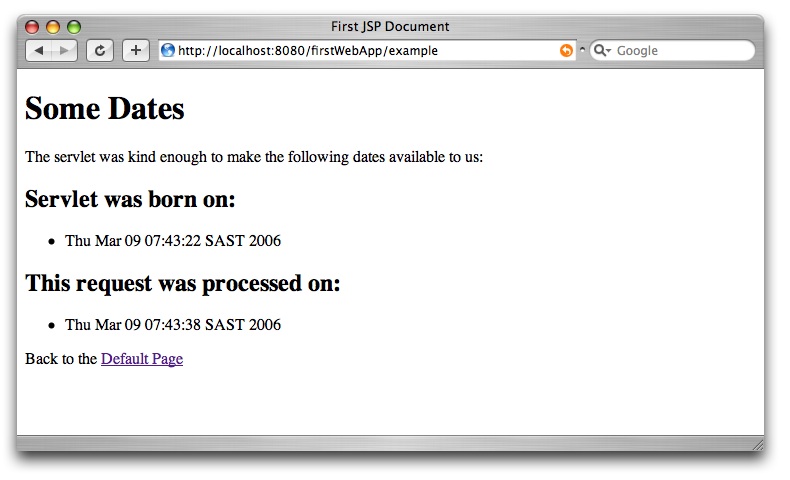 First JSP Document
http://localhost:8080/firstWebApp/example
Google
Some Dates
The servlet was kind enough to make the following dates available to us:
Servlet was born on:
• Thu Mar 09 07:43:22 SAST 2006
This request was processed on:
• Thu Mar 09 07:43:38 SAST 2006
Back to the Default Page